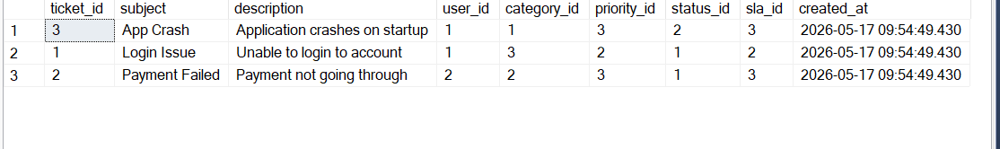 ticket_id subject description user_id category_id priority_id status_id sla_id created_at
1 3 App Crash Application crashes on startup 1 1 3 2 3 2026-05-17 09:54:49.430
2 1 Login Issue Unable to login to account 1 3 2 1 2 2026-05-17 09:54:49.430
3 2 Payment Failed Payment not going through 2 2 3 1 3 2026-05-17 09:54:49.430